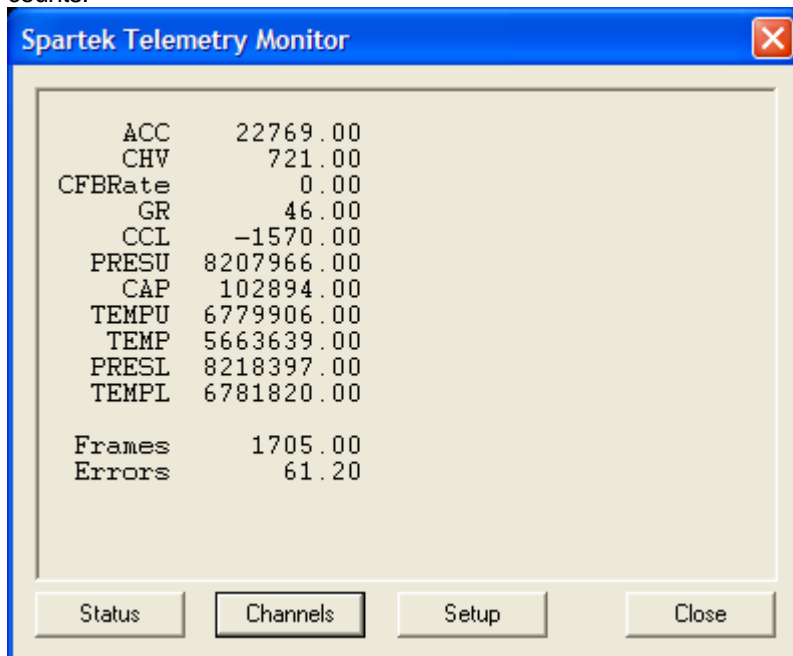 counts.
Spartek Telemetry Monitor
ACC 22769.00
CHV 721.00
CFBRate 0.00
GR 46.00
CCL -1570.00
PRESU 8207966.00
CAP 102894.00
TEMPU 6779906.00
TEMP 5663639.00
PRESL 8218397.00
TEMPL 6781820.00
Frames 1705.00
Errors 61.20
Status Channels Setup Close